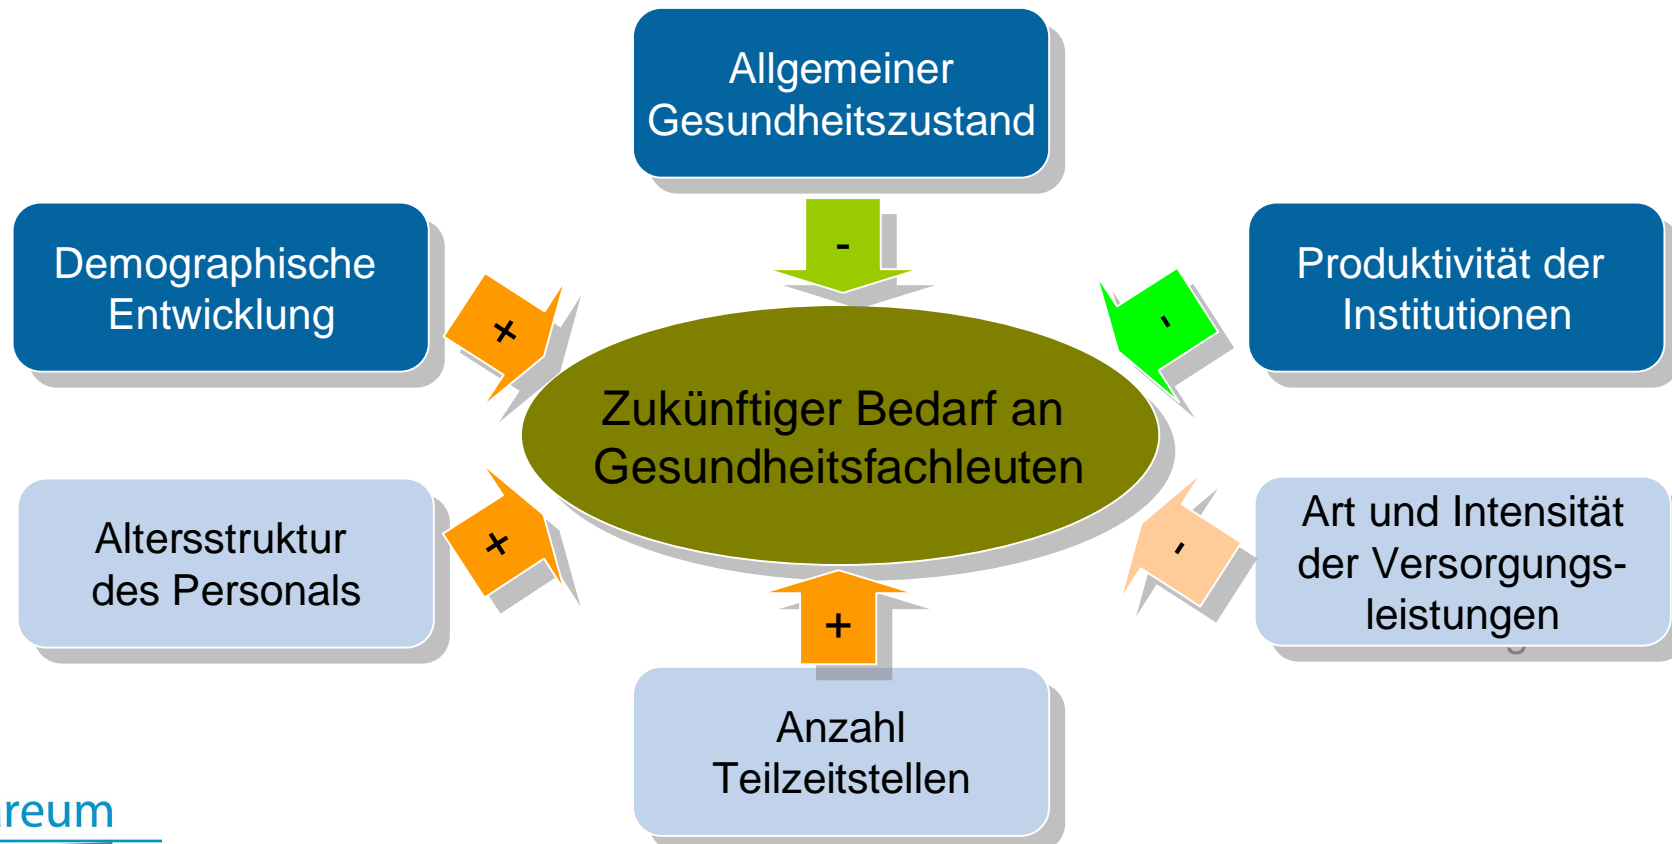 Allgemeiner
Gesundheitszustand
-
Demographische
Entwicklung
+
Produktivität der
Institutionen
-
Zukünftiger Bedarf an
Gesundheitsfachleuten
Altersstruktur
des Personals
+
Art und Intensität
der Versorgungs-
leistungen
-
+
Anzahl
Teilzeitstellen
reum